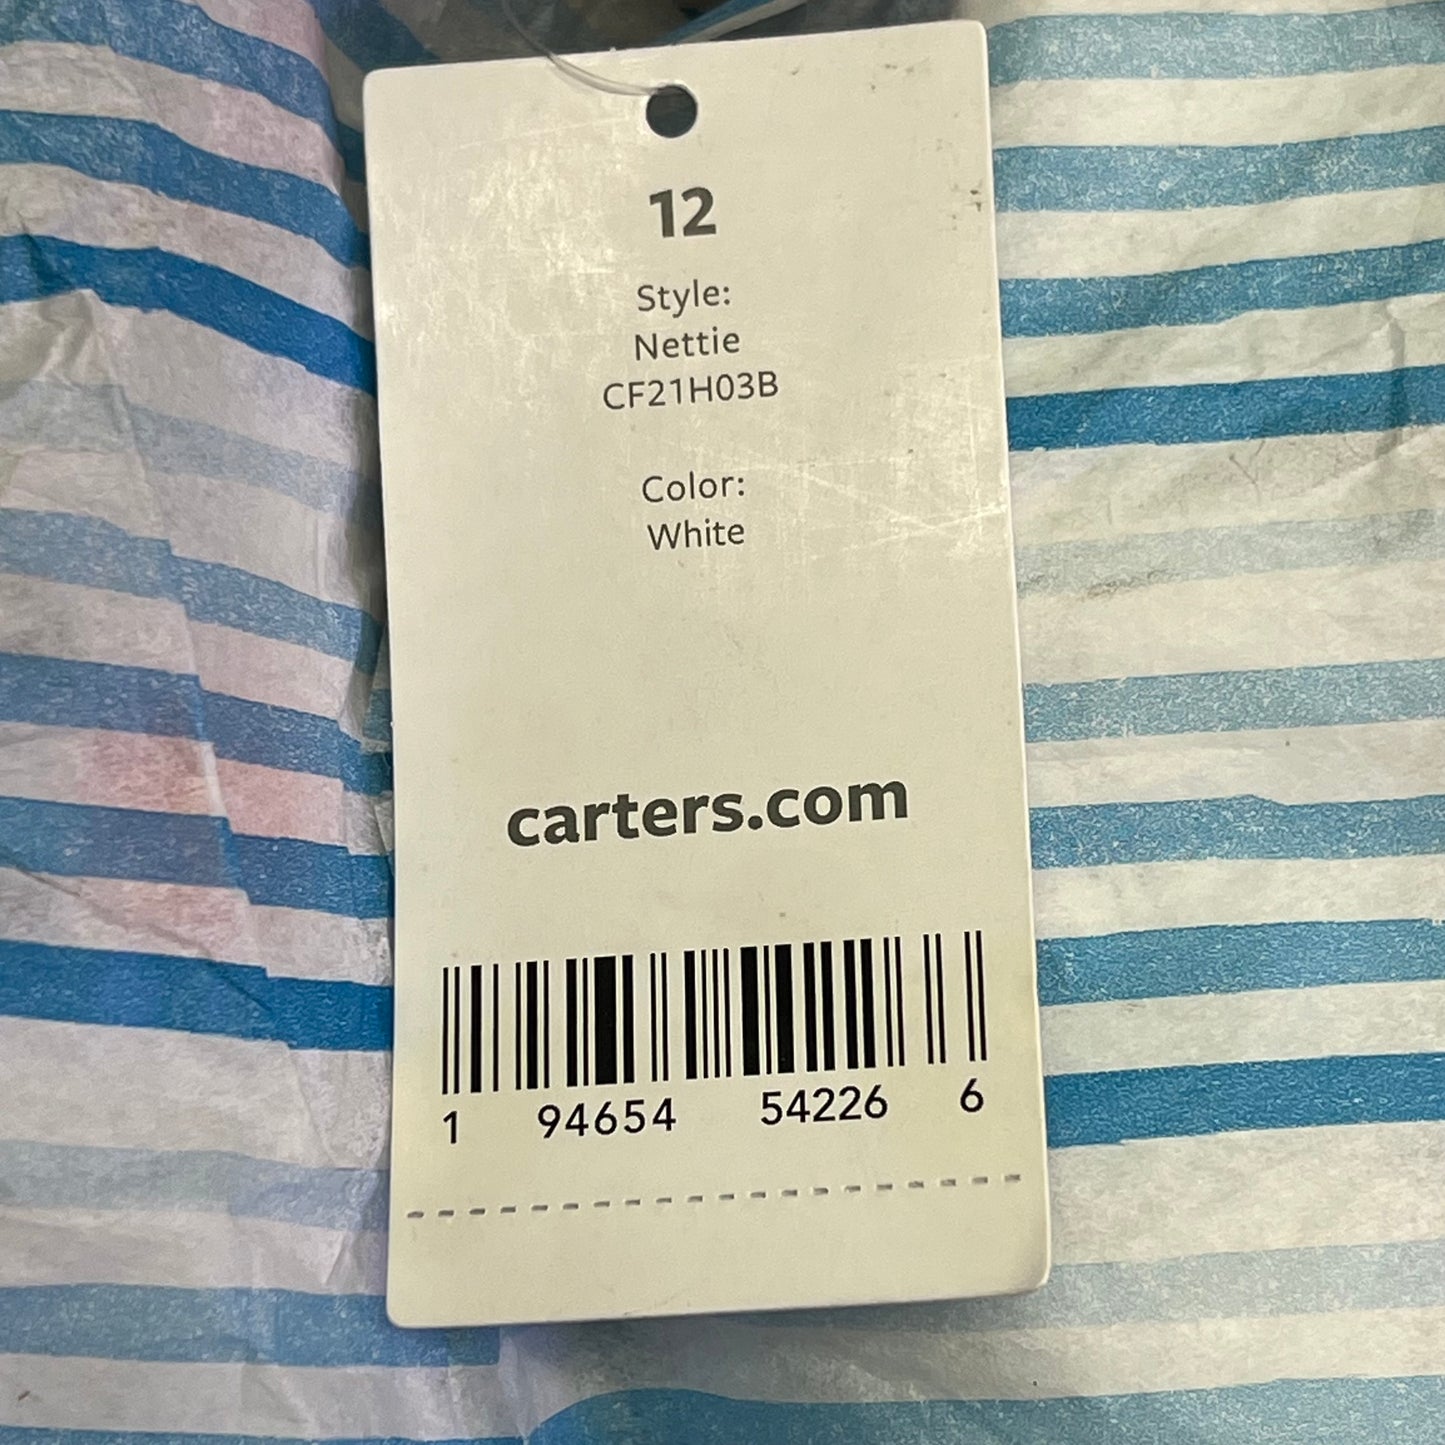 12
Style:
Nettie
CF21H03B
Color:
White
carters.com
1 94654 54226 6